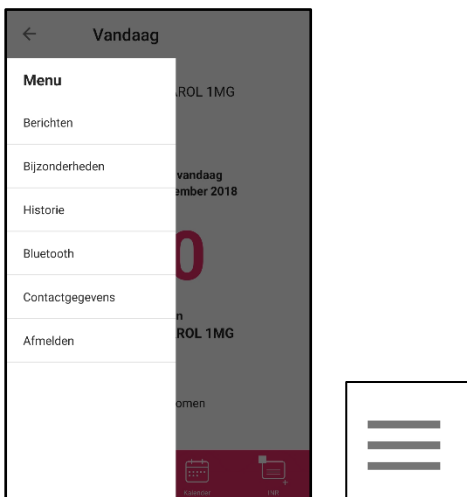 Vandaag
Menu
ROL 1MG
Berichten
Bijzonderheden
vandaag
ember 2018
Historie
0
Bluetooth
Contactgegevens
n
ROL 1MG
Afmelden
omen
Kalender
INR